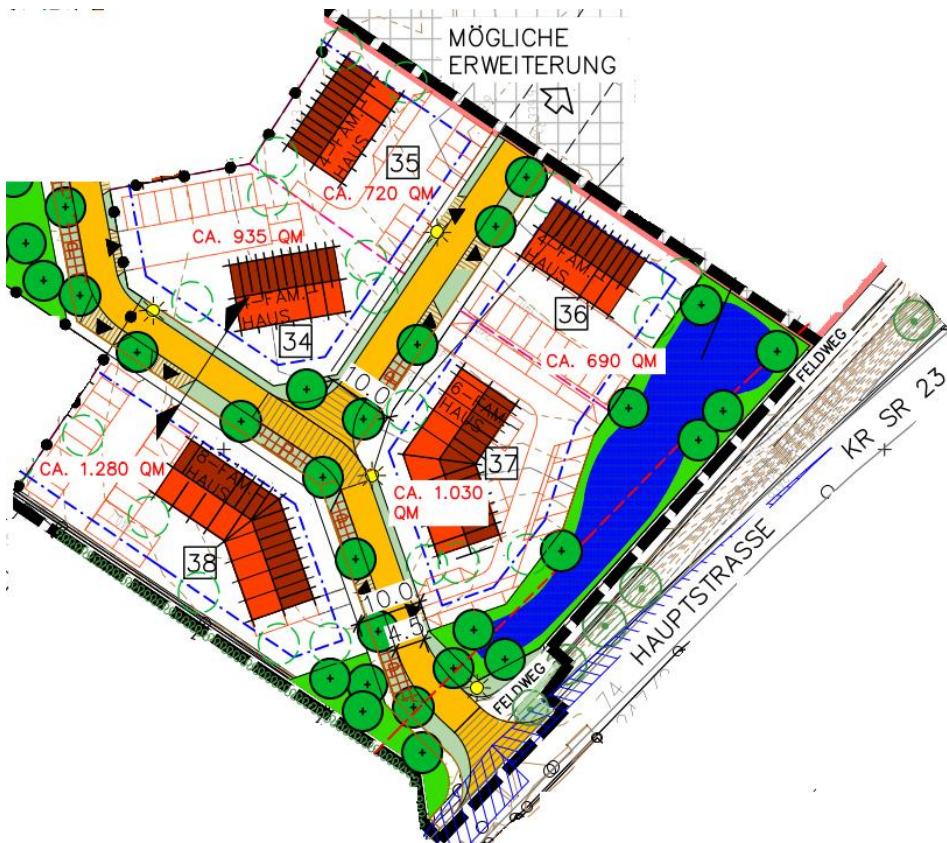 MÖGLICHE
ERWEITERUNG
4-FAM.
HAUS
35
CA. 720 QM
CA. 935 QM
-FAM.
HAUS
34
4-FAM.
HAUS
36
CA. 690 QM
FELDWEG
KR SR 23
10.0
6-FAM.
HAUS
37
CA. 1.030
QM
CA. 1.280 QM
8-FAM.
HAUS
38
10.0
4.5
HAUPTSTRASSE
FELDWEG
74